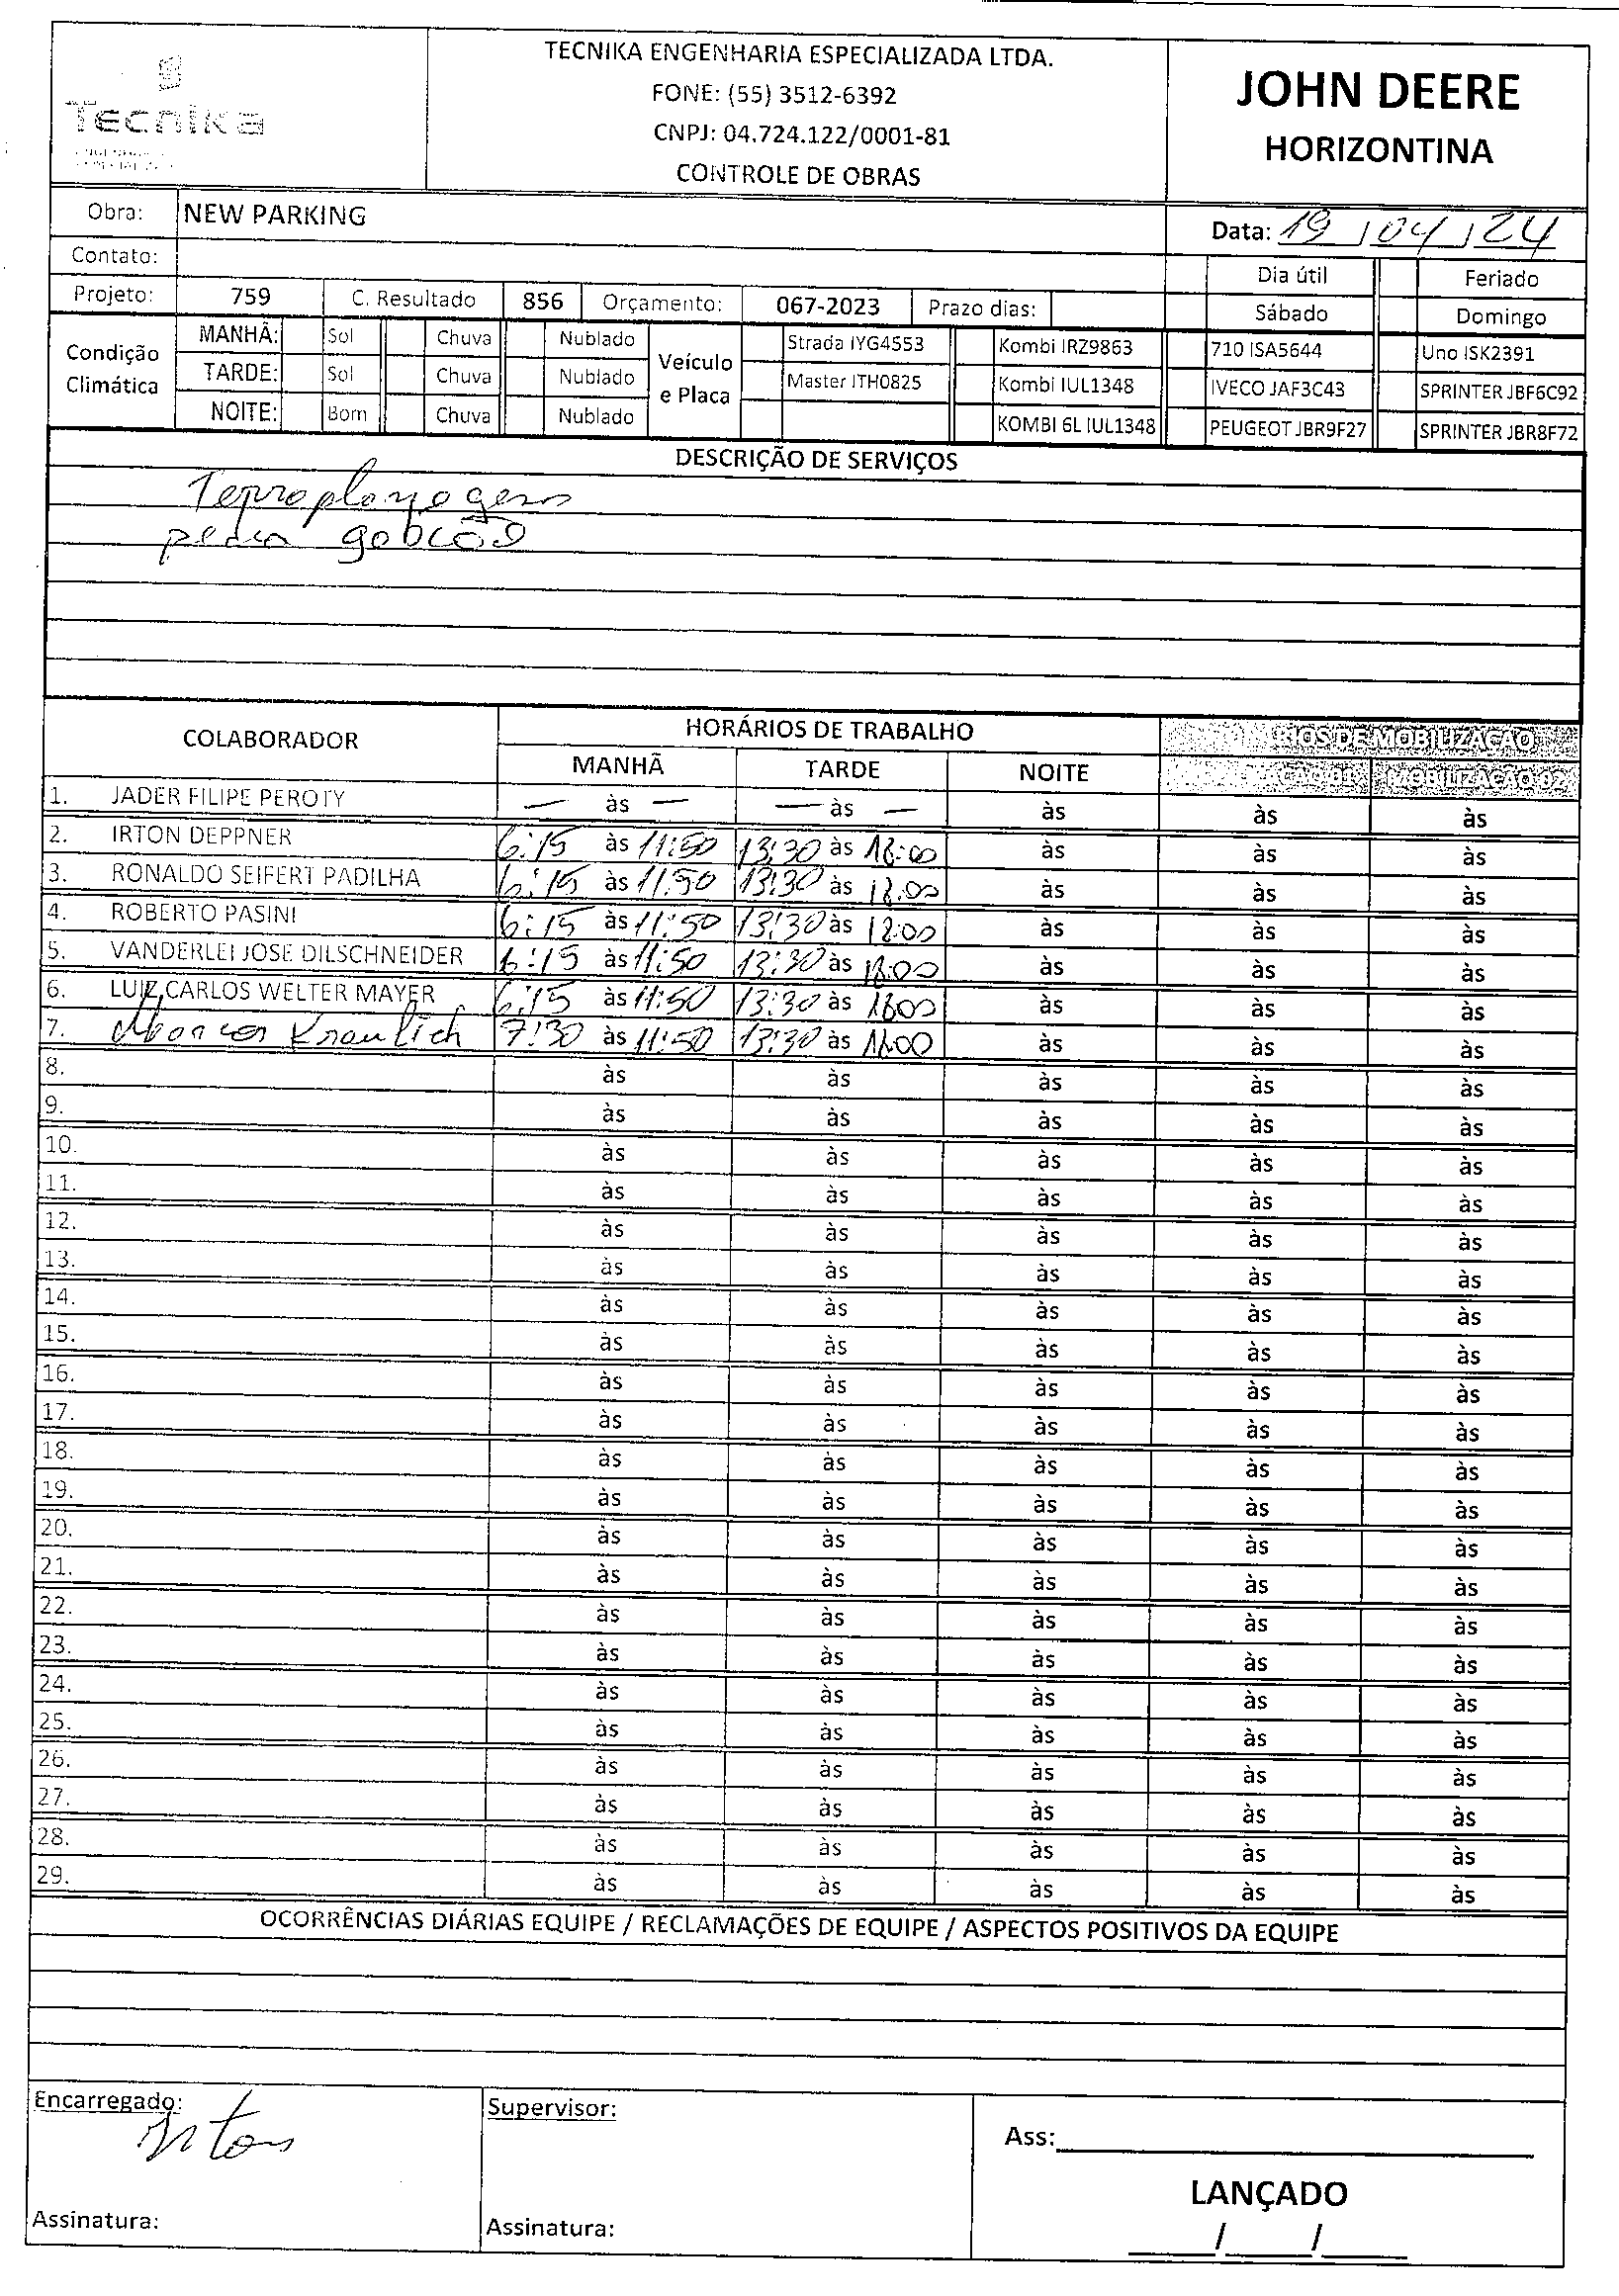 Tecnika
TECNIKA ENGENHARIA ESPECIALIZADA LTDA.
FONE: (55) 3512-6392
CNPJ: 04.724.122/0001-81
CONTROLE DE OBRAS
JOHN DEERE
HORIZONTINA
Obra: NEW PARKING
Data: 19 / 04 / 24
Contato:
Dia útil Feriado
Projeto: 759 C. Resultado 856 Orçamento: 067-2023 Prazo dias:
Sábado Domingo
Condição Climática
MANHÃ: Sol Chuva Nublado
TARDE: Sol Chuva Nublado
NOITE: Bom Chuva Nublado
Veículo e Placa
Strada IYG4553 Kombi IRZ9863 710 ISA5644 Uno ISK2391
Master ITH0825 Kombi IUL1348 IVECO JAF3C43 SPRINTER JBF6C92
KOMBI 6L IUL1348 PEUGEOT JBR9F27 SPRINTER JBR8F72
DESCRIÇÃO DE SERVIÇOS
Terraplanagem
pedra gabião
COLABORADOR HORÁRIOS DE TRABALHO RIOS DE MOBILIZAÇÃO
MANHÃ TARDE NOITE MOBILIZAÇÃO 02
1. JADER FILIPE PEROTY — às — — às — às às às
2. IRTON DEPPNER 6:15 às 11:50 13:30 às 18:00 às às às
3. RONALDO SEIFERT PADILHA 6:15 às 11:50 13:30 às 18:00 às às às
4. ROBERTO PASINI 6:15 às 11:50 13:30 às 18:00 às às às
5. VANDERLEI JOSE DILSCHNEIDER 6:15 às 11:50 13:30 às 18:00 às às às
6. LUIZ CARLOS WELTER MAYER 6:15 às 11:50 13:30 às 1800 às às às
7. Marcos Kraulich 7:30 às 11:50 13:30 às 18:00 às às às
8. às às às às às
9. às às às às às
10. às às às às às
11. às às às às às
12. às às às às às
13. às às às às às
14. às às às às às
15. às às às às às
16. às às às às às
17. às às às às às
18. às às às às às
19. às às às às às
20. às às às às às
21. às às às às às
22. às às às às às
23. às às às às às
24. às às às às às
25. às às às às às
26. às às às às às
27. às às às às às
28. às às às às às
29. às às às às às
OCORRÊNCIAS DIÁRIAS EQUIPE / RECLAMAÇÕES DE EQUIPE / ASPECTOS POSITIVOS DA EQUIPE
Encarregado: Irton
Supervisor:
Ass:
LANÇADO
Assinatura:
Assinatura:
___/___/___